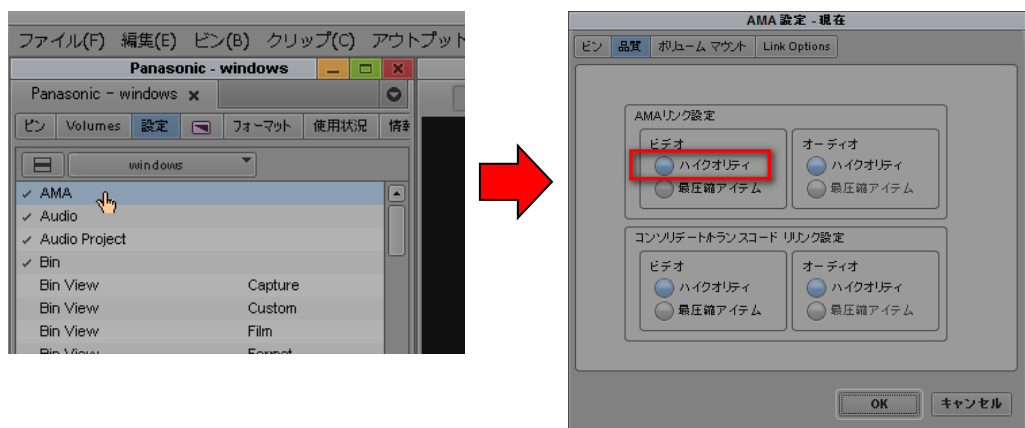 ファイル(F) 編集(E) ビン(B) クリップ(C) アウトプット
Panasonic - windows
Panasonic - windows
ビン Volumes 設定 フォーマット 使用状況 情報
windows
AMA
Audio
Audio Project
Bin
Bin View Capture
Bin View Custom
Bin View Film
Bin View Format
AMA 設定 - 現在
ビン 品質 ボリューム マウント Link Options
AMAリンク設定
ビデオ
ハイクオリティ
最圧縮アイテム
オーディオ
ハイクオリティ
最圧縮アイテム
コンソリデート/トランスコード リリンク設定
ビデオ
ハイクオリティ
最圧縮アイテム
オーディオ
ハイクオリティ
最圧縮アイテム
OK キャンセル